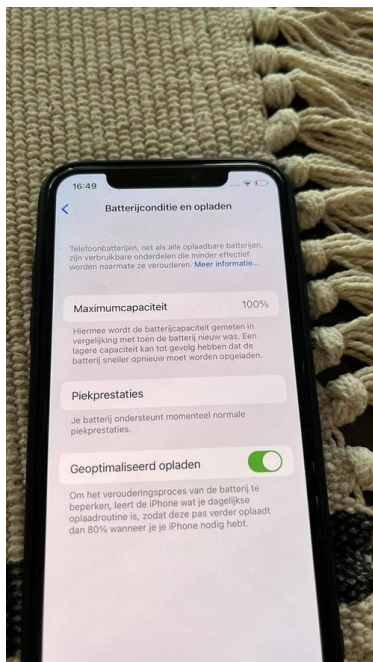 16:49
Batterijconditie en opladen
Telefoonbatterijen, net als alle oplaadbare batterijen,
zijn verbruikbare onderdelen die minder effectief
worden naarmate ze verouderen. Meer informatie...
Maximumcapaciteit 100%
Hiermee wordt de batterijcapaciteit gemeten in
vergelijking met toen de batterij nieuw was. Een
lagere capaciteit kan tot gevolg hebben dat de
batterij sneller opnieuw moet worden opgeladen.
Piekprestaties
Je batterij ondersteunt momenteel normale
piekprestaties.
Geoptimaliseerd opladen
Om het verouderingsproces van de batterij te
beperken, leert de iPhone wat je dagelijkse
oplaadroutine is, zodat deze pas verder oplaadt
dan 80% wanneer je je iPhone nodig hebt.